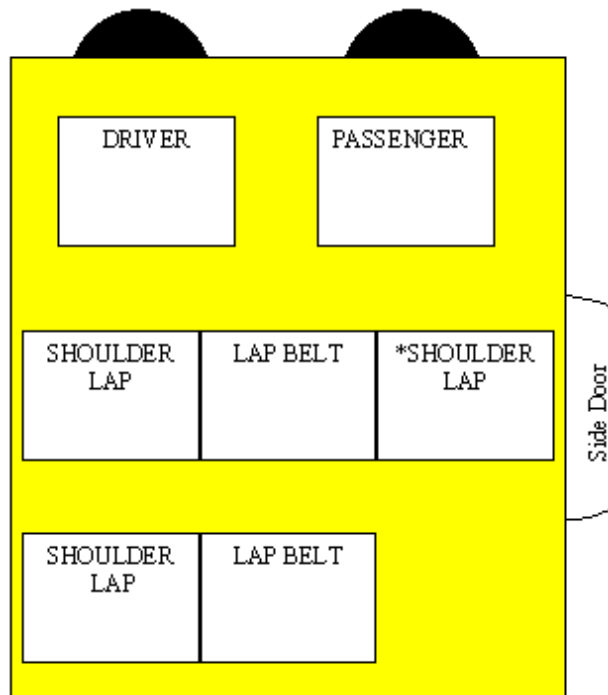 DRIVER
PASSENGER
SHOULDER
LAP
LAP BELT
*SHOULDER
LAP
Side Door
SHOULDER
LAP
LAP BELT